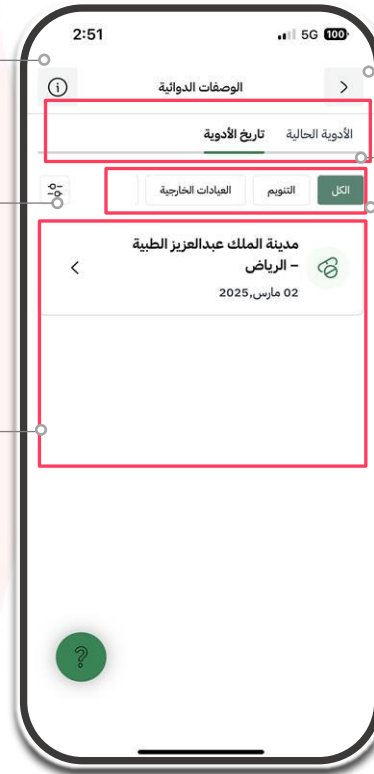 2:51
5G 100
الوصفات الدوائية
الأدوية الحالية تاريخ الأدوية
الكل التنويم العيادات الخارجية
مدينة الملك عبدالعزيز الطبية
– الرياض
02 مارس,2025
?